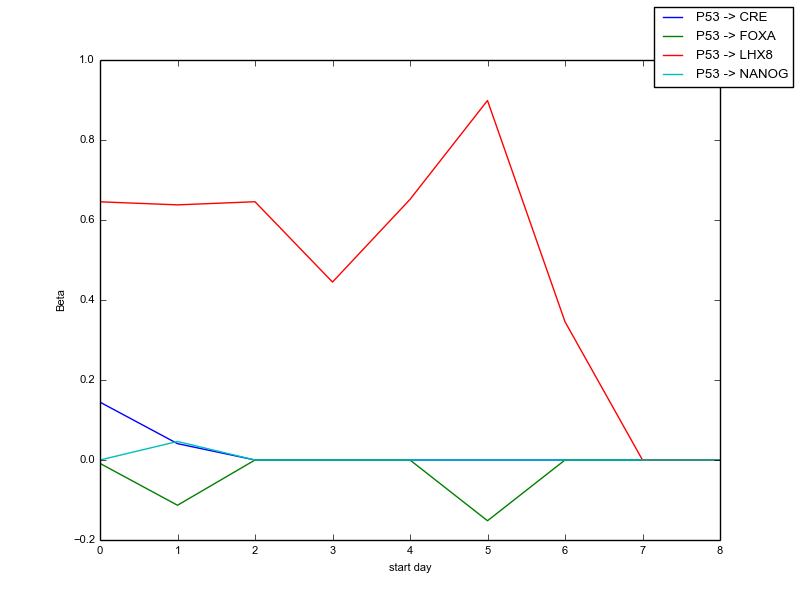 P53 -> CRE
P53 -> FOXA
P53 -> LHX8
P53 -> NANOG
1.0
0.8
0.6
0.4
0.2
0.0
−0.2
Beta
0 1 2 3 4 5 6 7 8
start day